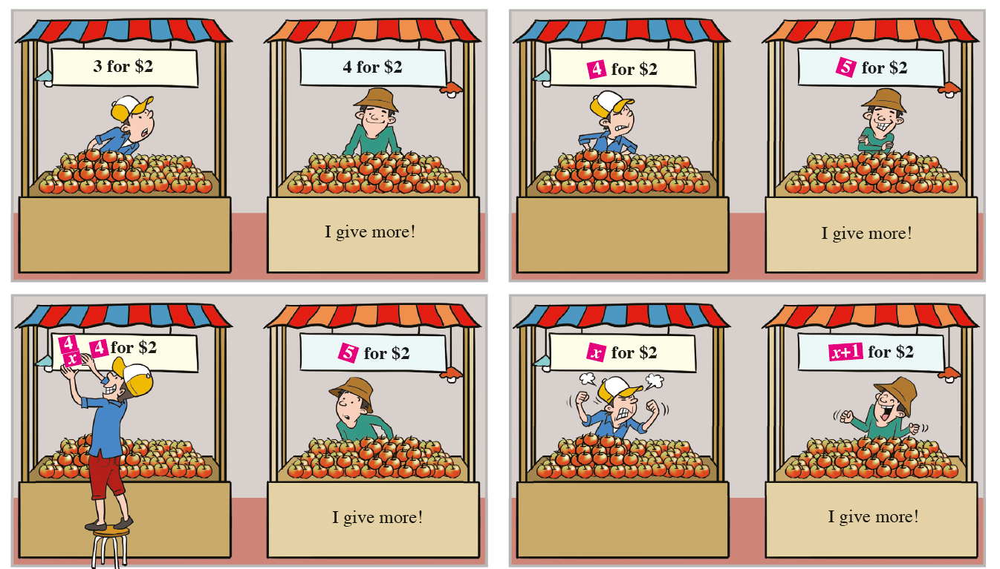 3 for $2
4 for $2
I give more!
4 for $2
5 for $2
I give more!
4
x
4 for $2
5 for $2
I give more!
x for $2
x+1 for $2
I give more!